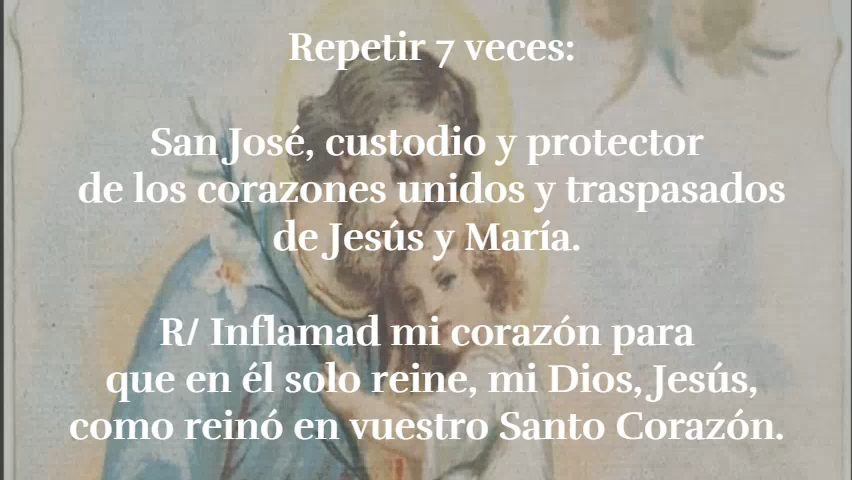 Repetir 7 veces:
San José, custodio y protector
de los corazones unidos y traspasados
de Jesús y María.
R/ Inflamad mi corazón para
que en él solo reine, mi Dios, Jesús,
como reinó en vuestro Santo Corazón.